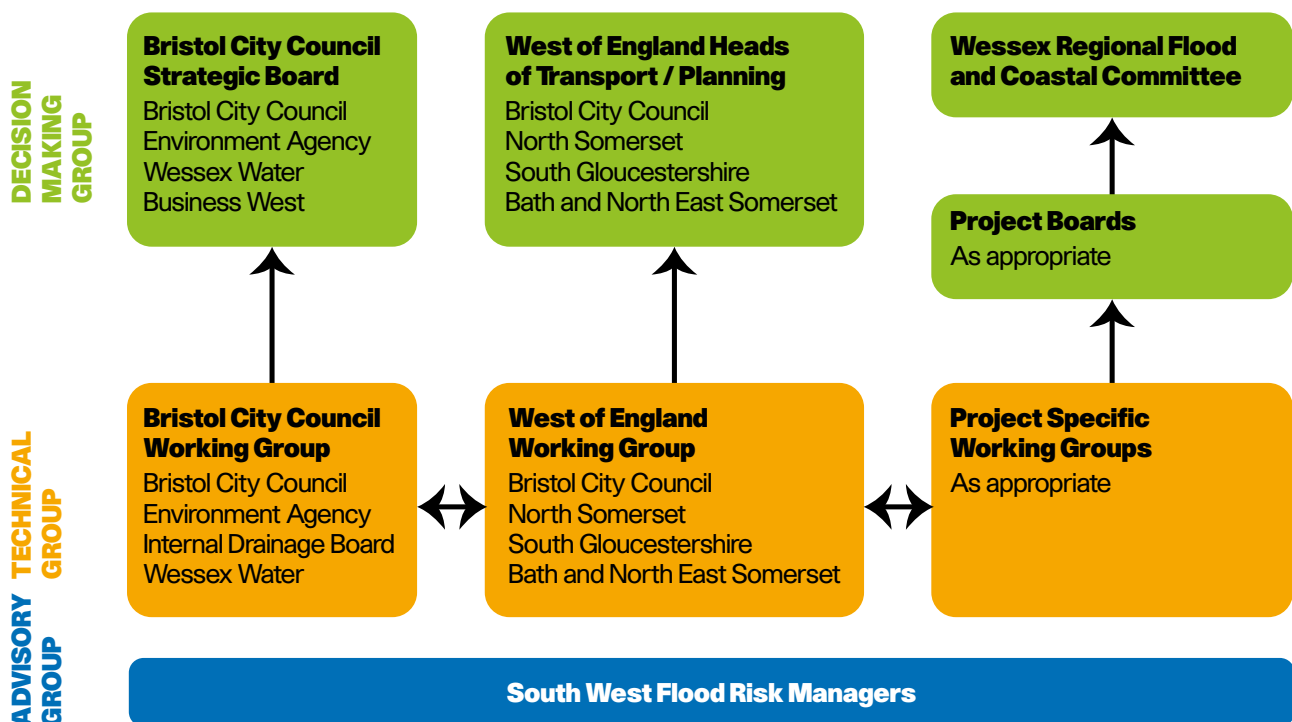 DECISION
MAKING
GROUP
Bristol City Council
Strategic Board
Bristol City Council
Environment Agency
Wessex Water
Business West
West of England Heads
of Transport / Planning
Bristol City Council
North Somerset
South Gloucestershire
Bath and North East Somerset
Wessex Regional Flood
and Coastal Committee
Project Boards
As appropriate
TECHNICAL
GROUP
Bristol City Council
Working Group
Bristol City Council
Environment Agency
Internal Drainage Board
Wessex Water
West of England
Working Group
Bristol City Council
North Somerset
South Gloucestershire
Bath and North East Somerset
Project Specific
Working Groups
As appropriate
ADVISORY
GROUP
South West Flood Risk Managers